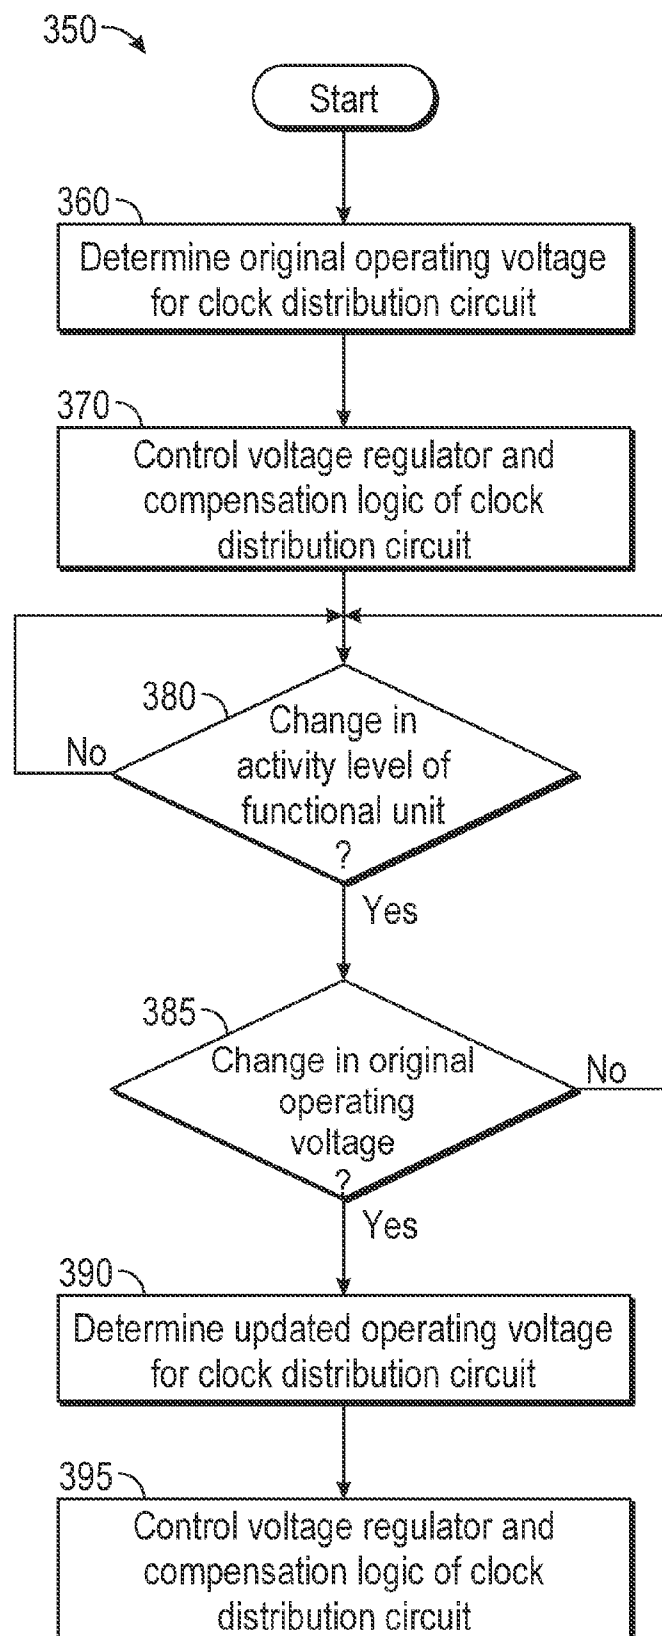 350
Start
360
Determine original operating voltage
for clock distribution circuit
370
Control voltage regulator and
compensation logic of clock
distribution circuit
380
Change in
activity level of
functional unit
?
No
Yes
385
Change in original
operating
voltage
?
No
Yes
390
Determine updated operating voltage
for clock distribution circuit
395
Control voltage regulator and
compensation logic of clock
distribution circuit